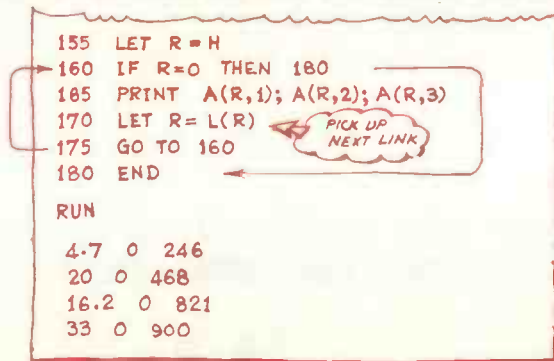 155 LET R = H
160 IF R=0 THEN 180
165 PRINT A(R,1); A(R,2); A(R,3)
170 LET R= L(R)
PICK UP
NEXT LINK
175 GO TO 160
180 END
RUN
4.7 0 246
20 0 468
16.2 0 821
33 0 900